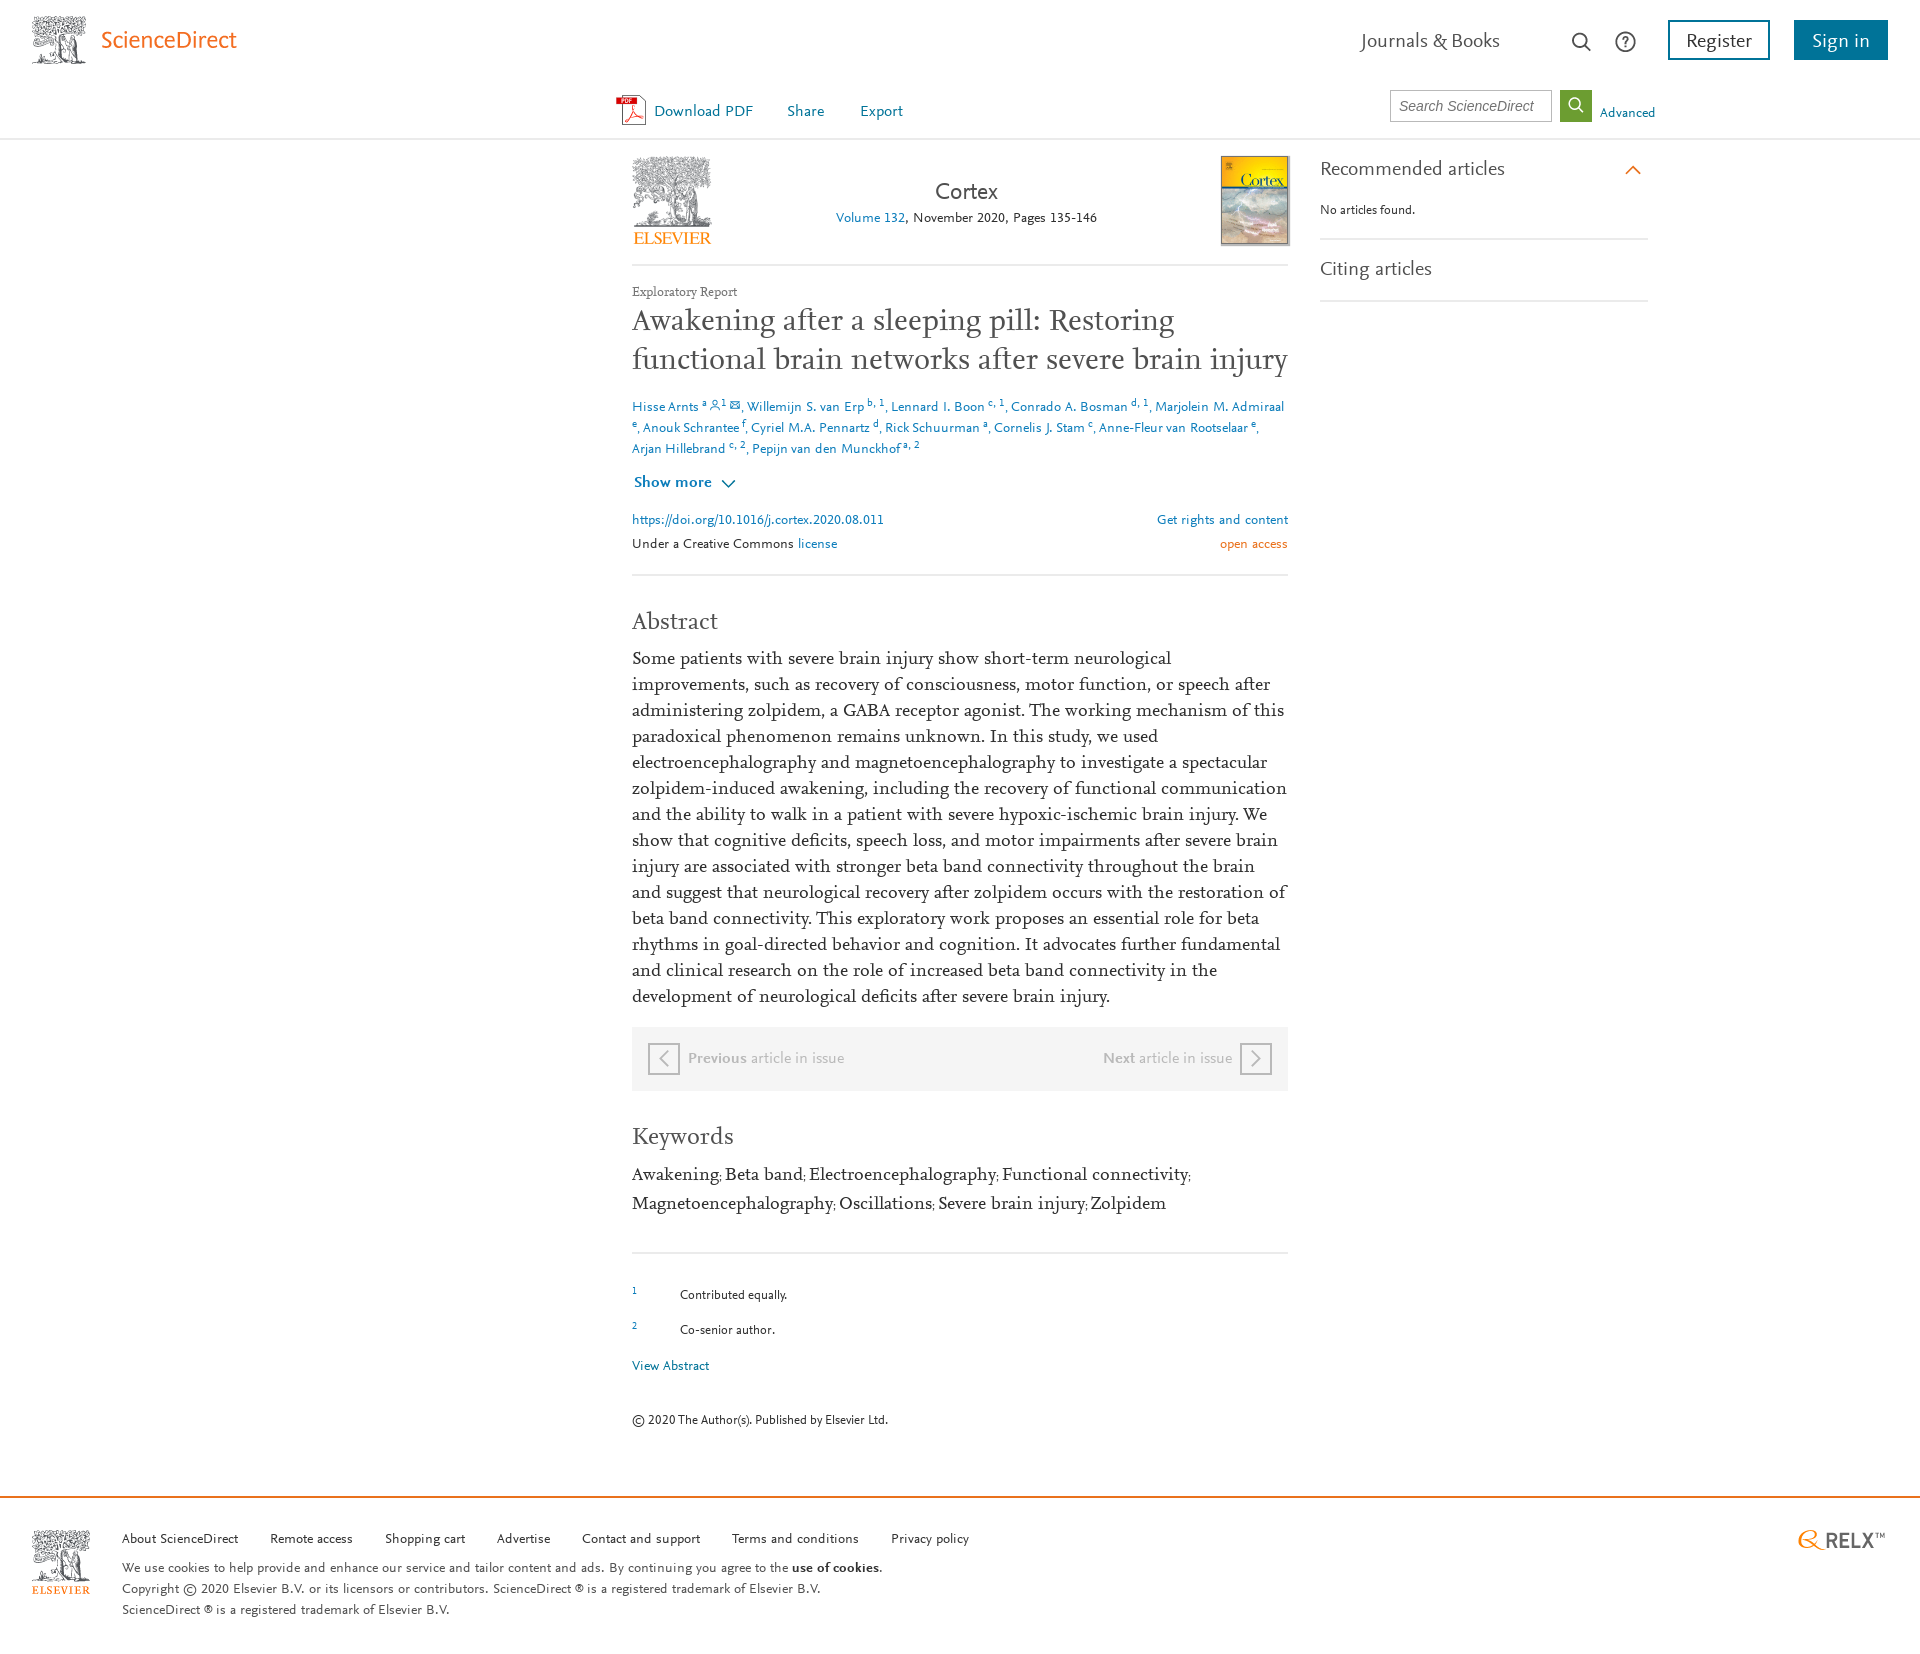 ScienceDirect
Journals & Books
Register
Sign in
PDF
Download PDF
Share
Export
Search ScienceDirect
Advanced
ELSEVIER
Cortex
Volume 132, November 2020, Pages 135-146
Cortex
Recommended articles
No articles found.
Citing articles
Exploratory Report
Awakening after a sleeping pill: Restoring
functional brain networks after severe brain injury
Hisse Arnts a 1, Willemijn S. van Erp b, 1, Lennard I. Boon c, 1, Conrado A. Bosman d, 1, Marjolein M. Admiraal
e, Anouk Schrantee f, Cyriel M.A. Pennartz d, Rick Schuurman a, Cornelis J. Stam c, Anne-Fleur van Rootselaar e,
Arjan Hillebrand c, 2, Pepijn van den Munckhof a, 2
Show more
https://doi.org/10.1016/j.cortex.2020.08.011
Get rights and content
Under a Creative Commons license
open access
Abstract
Some patients with severe brain injury show short-term neurological
improvements, such as recovery of consciousness, motor function, or speech after
administering zolpidem, a GABA receptor agonist. The working mechanism of this
paradoxical phenomenon remains unknown. In this study, we used
electroencephalography and magnetoencephalography to investigate a spectacular
zolpidem-induced awakening, including the recovery of functional communication
and the ability to walk in a patient with severe hypoxic-ischemic brain injury. We
show that cognitive deficits, speech loss, and motor impairments after severe brain
injury are associated with stronger beta band connectivity throughout the brain
and suggest that neurological recovery after zolpidem occurs with the restoration of
beta band connectivity. This exploratory work proposes an essential role for beta
rhythms in goal-directed behavior and cognition. It advocates further fundamental
and clinical research on the role of increased beta band connectivity in the
development of neurological deficits after severe brain injury.
Previous article in issue
Next article in issue
Keywords
Awakening; Beta band; Electroencephalography; Functional connectivity;
Magnetoencephalography; Oscillations; Severe brain injury; Zolpidem
1 Contributed equally.
2 Co-senior author.
View Abstract
© 2020 The Author(s). Published by Elsevier Ltd.
ELSEVIER
About ScienceDirect
Remote access
Shopping cart
Advertise
Contact and support
Terms and conditions
Privacy policy
RELX™
We use cookies to help provide and enhance our service and tailor content and ads. By continuing you agree to the use of cookies.
Copyright © 2020 Elsevier B.V. or its licensors or contributors. ScienceDirect ® is a registered trademark of Elsevier B.V.
ScienceDirect ® is a registered trademark of Elsevier B.V.